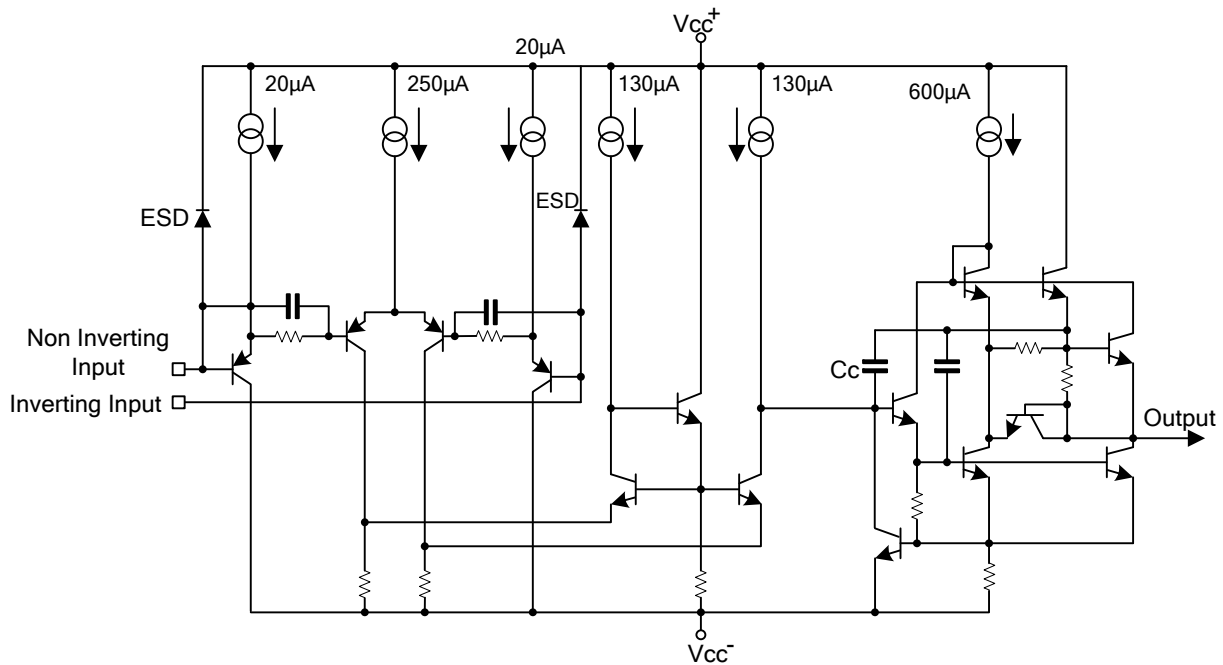 Vcc+
20µA
20µA
250µA
130µA
130µA
600µA
ESD
ESD
Non Inverting
Input
Inverting Input
Cc
Output
Vcc-